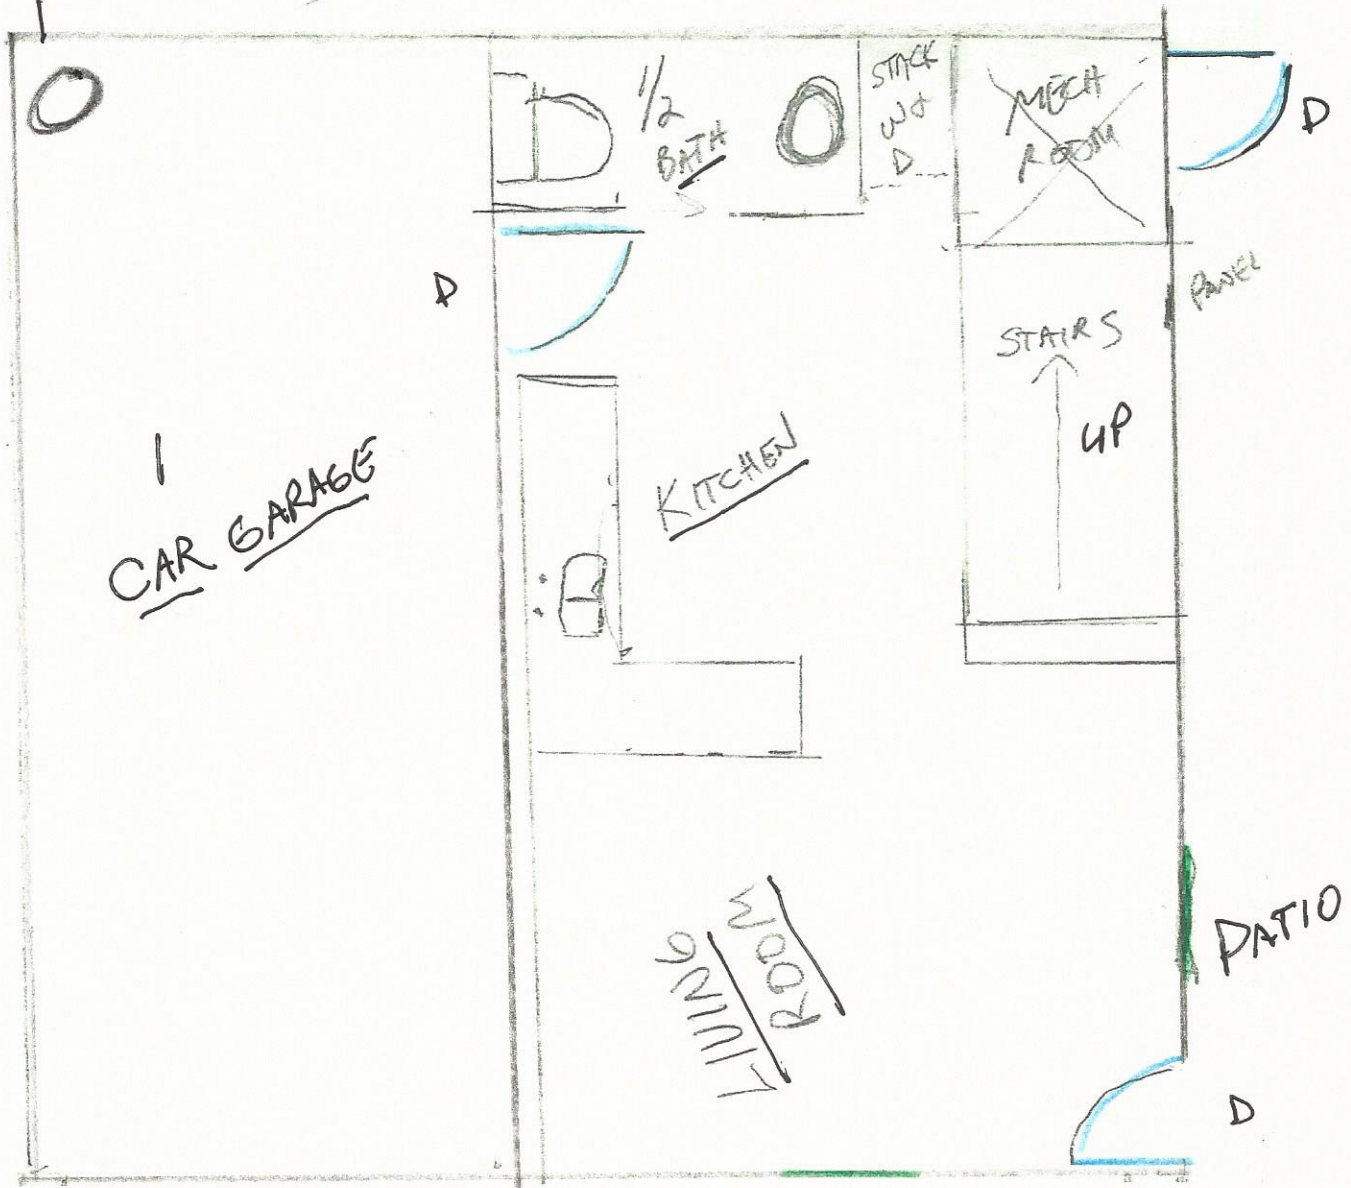 1/2
BATH
STACK
W &
D
MECH
ROOM
D
D
PANEL
STAIRS
UP
1
CAR GARAGE
KITCHEN
LIVING
ROOM
PATIO
D